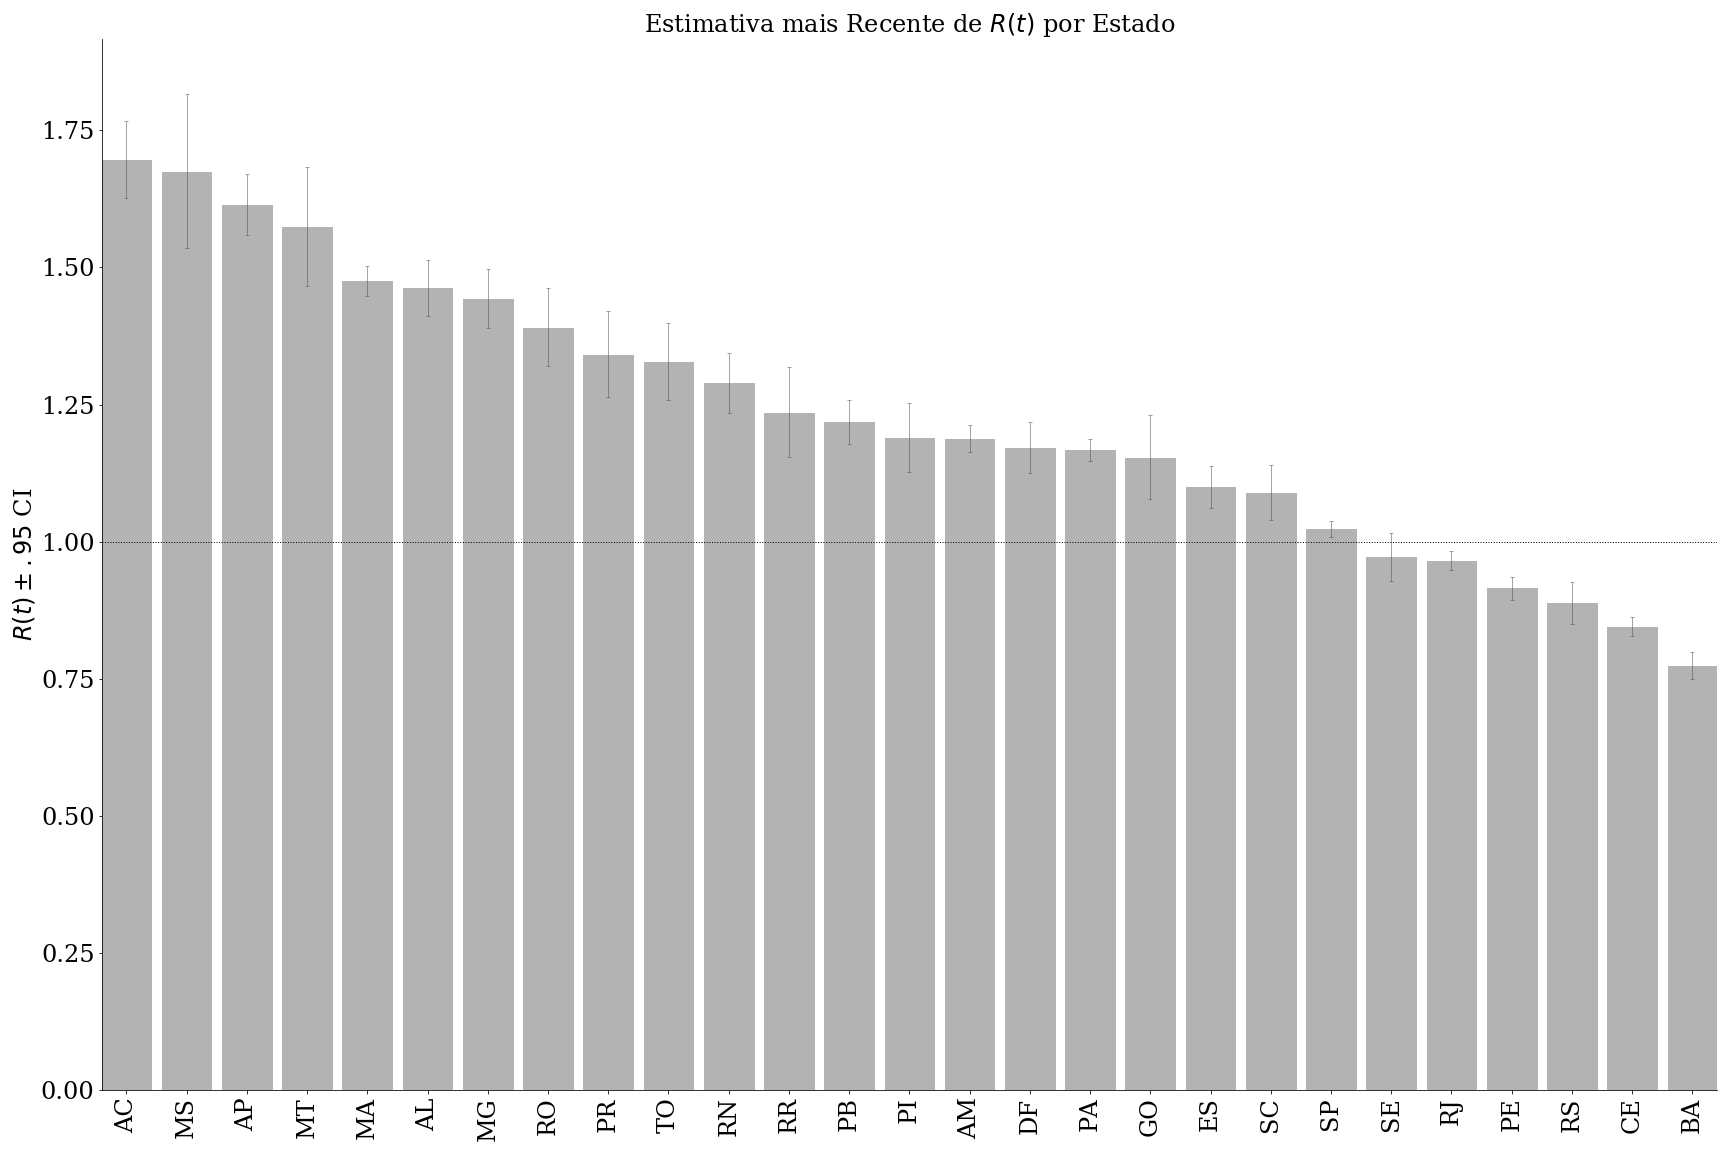 Estimativa mais Recente de R(t) por Estado
R(t) ± .95 CI
1.75
1.50
1.25
1.00
0.75
0.50
0.25
0.00
AC MS AP MT MA AL MG RO PR TO RN RR PB PI AM DF PA GO ES SC SP SE RJ PE RS CE BA